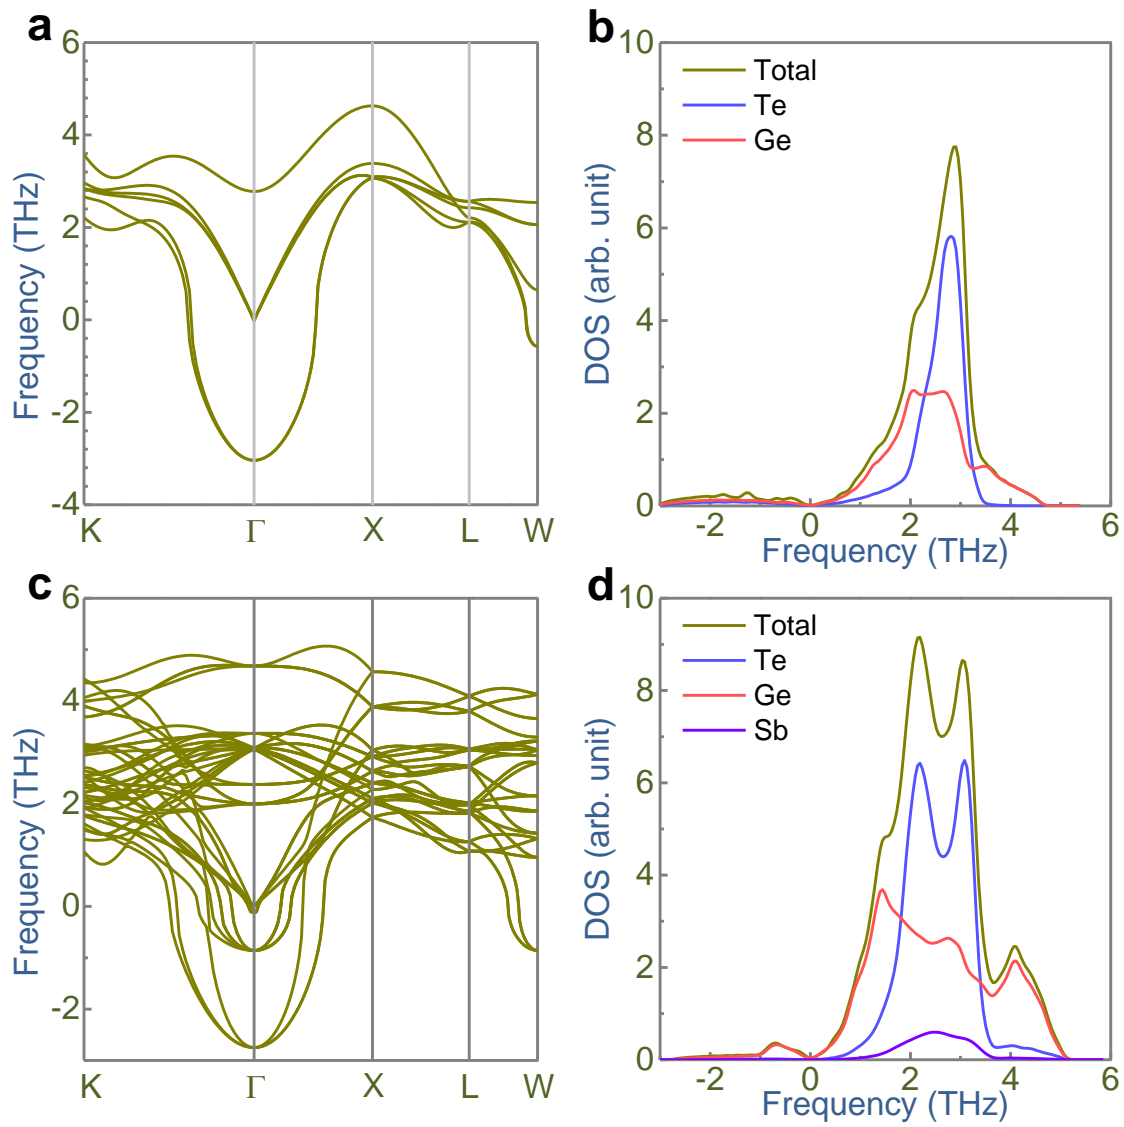 a
6
4
2
0
-2
-4
Frequency (THz)
K Γ X L W
b
10
8
6
4
2
0
DOS (arb. unit)
Total
Te
Ge
-2 0 2 4 6
Frequency (THz)
c
6
4
2
0
-2
Frequency (THz)
K Γ X L W
d
10
8
6
4
2
0
DOS (arb. unit)
Total
Te
Ge
Sb
-2 0 2 4 6
Frequency (THz)